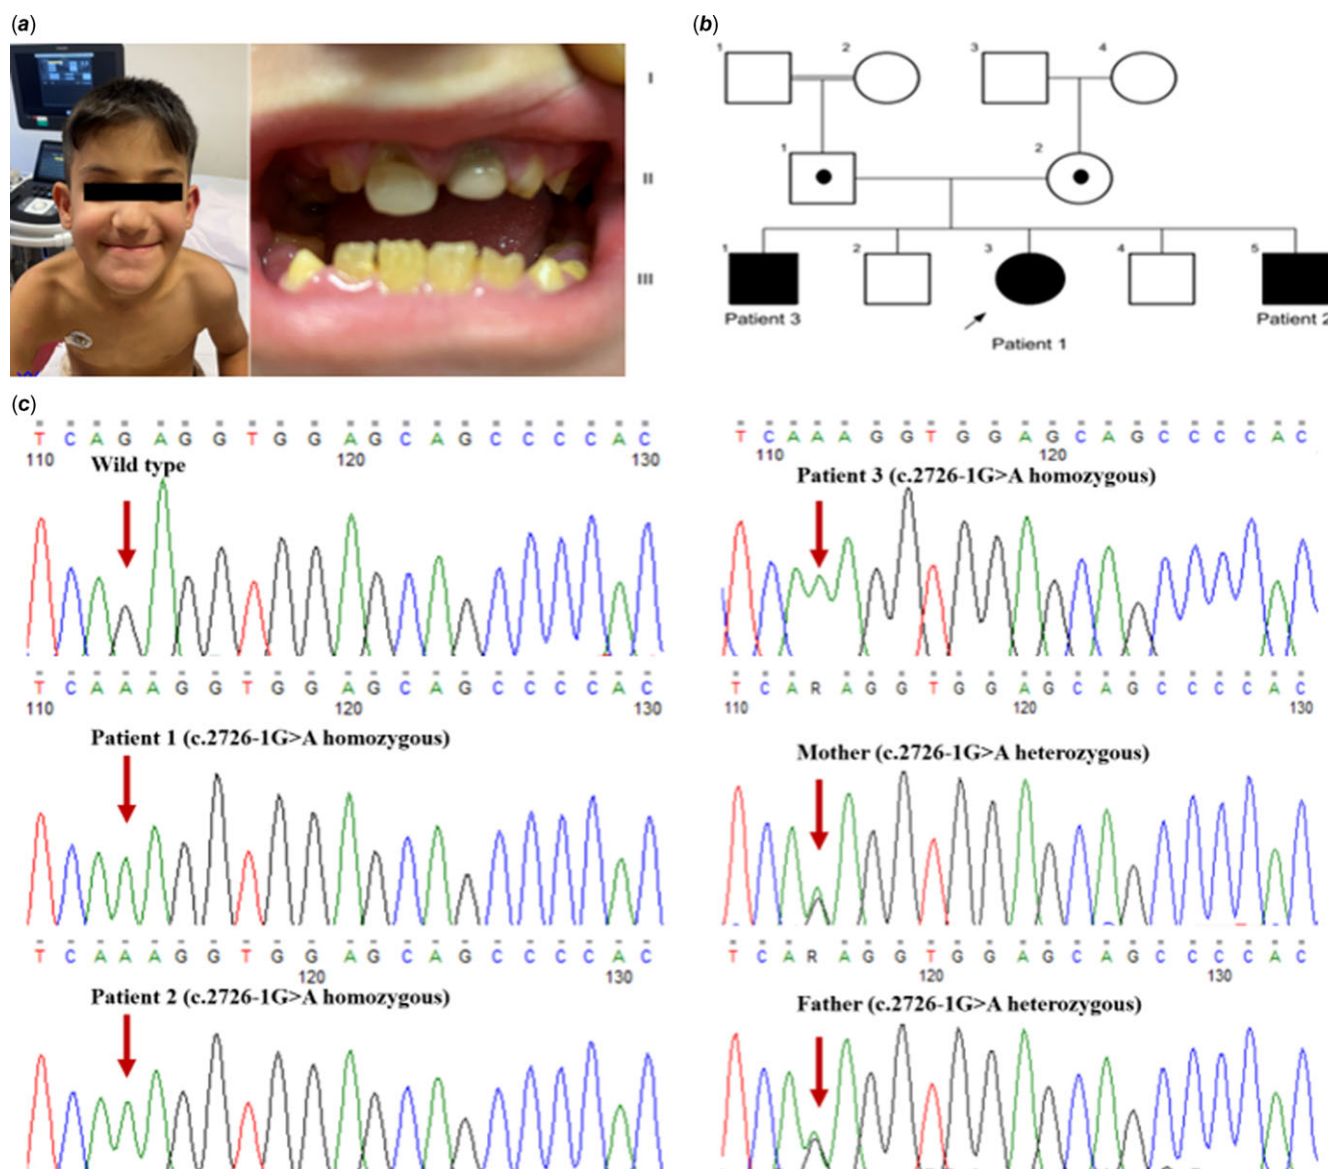 (a)
(b)
I
II
III
1 2 3 4
1 2
1 2 3 4 5
Patient 3
Patient 1
Patient 2
(c)
T C A G A G G T G G A G C A G C C C C A C
110 120 130
Wild type
T C A A A G G T G G A G C A G C C C C A C
110 120
Patient 3 (c.2726-1G>A homozygous)
T C A A A G G T G G A G C A G C C C C A C
110 120 130
Patient 1 (c.2726-1G>A homozygous)
T C A R A G G T G G A G C A G C C C C A C
110 120 130
Mother (c.2726-1G>A heterozygous)
T C A A A G G T G G A G C A G C C C C A C
120 130
Patient 2 (c.2726-1G>A homozygous)
T C A R A G G T G G A G C A G C C C C A C
120 130
Father (c.2726-1G>A heterozygous)